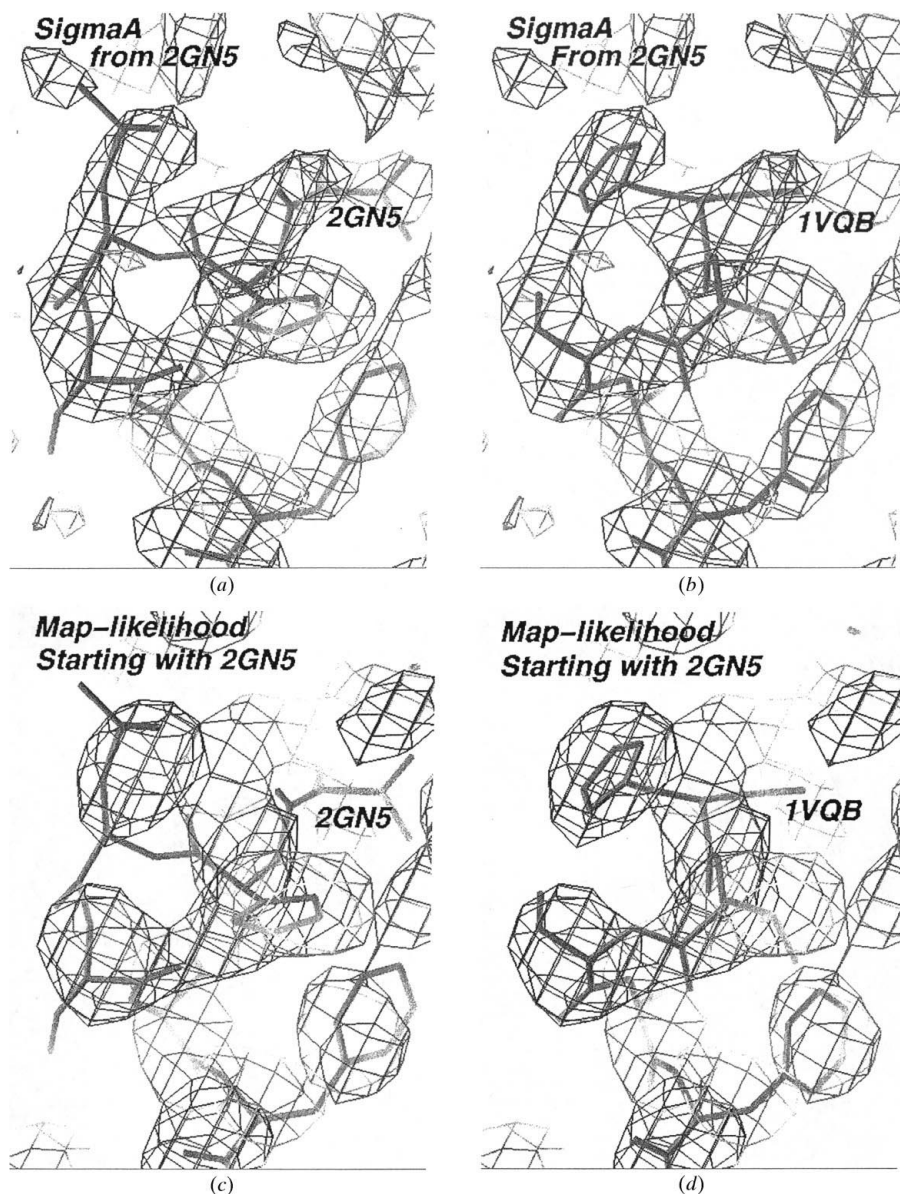 SigmaA
from 2GN5
2GN5
(a)
SigmaA
From 2GN5
1VQB
(b)
Map-likelihood
Starting with 2GN5
2GN5
(c)
Map-likelihood
Starting with 2GN5
1VQB
(d)